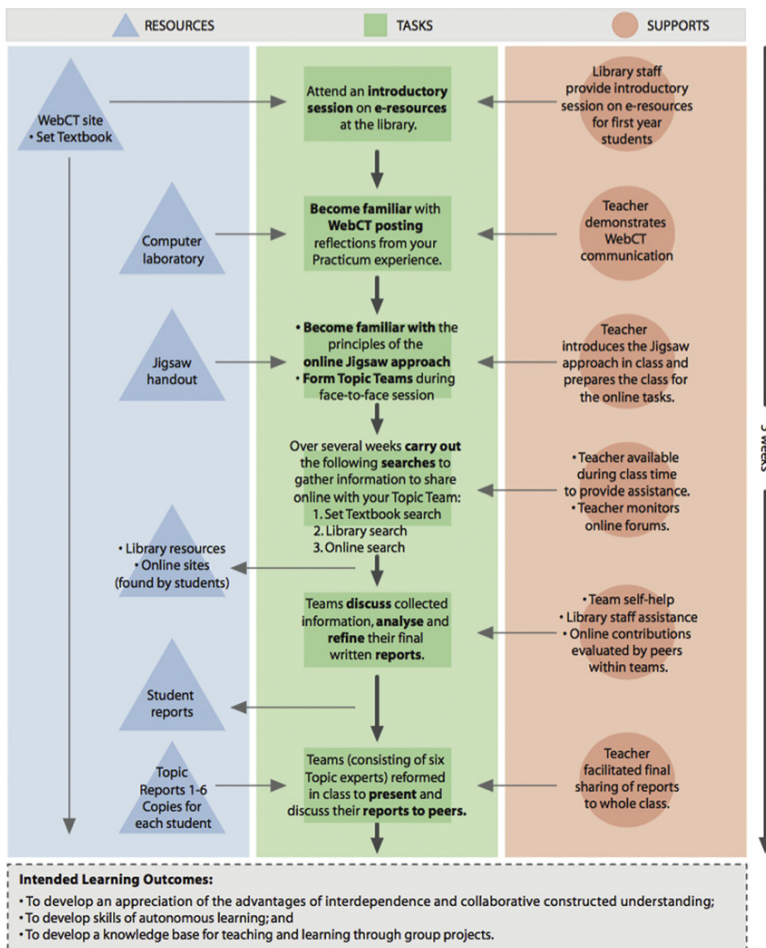 RESOURCES
TASKS
SUPPORTS
WebCT site
• Set Textbook
Attend an introductory
session on e-resources
at the library.
Library staff
provide introductory
session on e-resources
for first year
students
Computer
laboratory
Become familiar with
WebCT posting
reflections from your
Practicum experience.
Teacher
demonstrates
WebCT
communication
Jigsaw
handout
• Become familiar with the
principles of the
online Jigsaw approach
• Form Topic Teams during
face-to-face session
Teacher
introduces the Jigsaw
approach in class and
prepares the class for
the online tasks.
Over several weeks carry out
the following searches to
gather information to share
online with your Topic Team:
1. Set Textbook search
2. Library search
3. Online search
• Teacher available
during class time
to provide assistance.
• Teacher monitors
online forums.
weeks
• Library resources
• Online sites
(found by students)
Teams discuss collected
information, analyse and
refine their final
written reports.
• Team self-help
• Library staff assistance
• Online contributions
evaluated by peers
within teams.
Student
reports
Topic
Reports 1-6
Copies for
each student
Teams (consisting of six
Topic experts) reformed
in class to present and
discuss their reports to peers.
Teacher
facilitated final
sharing of reports
to whole class.
Intended Learning Outcomes:
• To develop an appreciation of the advantages of interdependence and collaborative constructed understanding;
• To develop skills of autonomous learning; and
• To develop a knowledge base for teaching and learning through group projects.